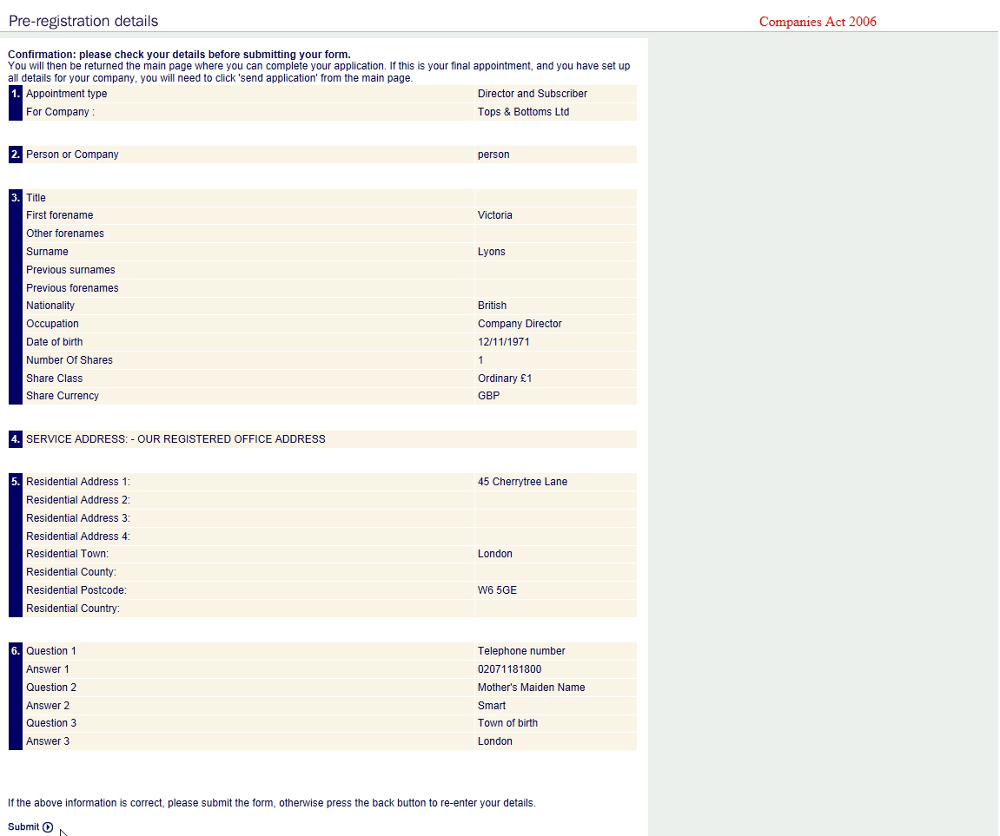 Pre-registration details
Companies Act 2006
Confirmation: please check your details before submitting your form.
You will then be returned the main page where you can complete your application. If this is your final appointment, and you have set up
all details for your company, you will need to click 'send application' from the main page.
1. Appointment type Director and Subscriber
For Company : Tops & Bottoms Ltd
2. Person or Company person
3. Title
First forename Victoria
Other forenames
Surname Lyons
Previous surnames
Previous forenames
Nationality British
Occupation Company Director
Date of birth 12/11/1971
Number Of Shares 1
Share Class Ordinary £1
Share Currency GBP
4. SERVICE ADDRESS: - OUR REGISTERED OFFICE ADDRESS
5. Residential Address 1: 45 Cherrytree Lane
Residential Address 2:
Residential Address 3:
Residential Address 4:
Residential Town: London
Residential County:
Residential Postcode: W6 5GE
Residential Country:
6. Question 1 Telephone number
Answer 1 02071181800
Question 2 Mother's Maiden Name
Answer 2 Smart
Question 3 Town of birth
Answer 3 London
If the above information is correct, please submit the form, otherwise press the back button to re-enter your details.
Submit